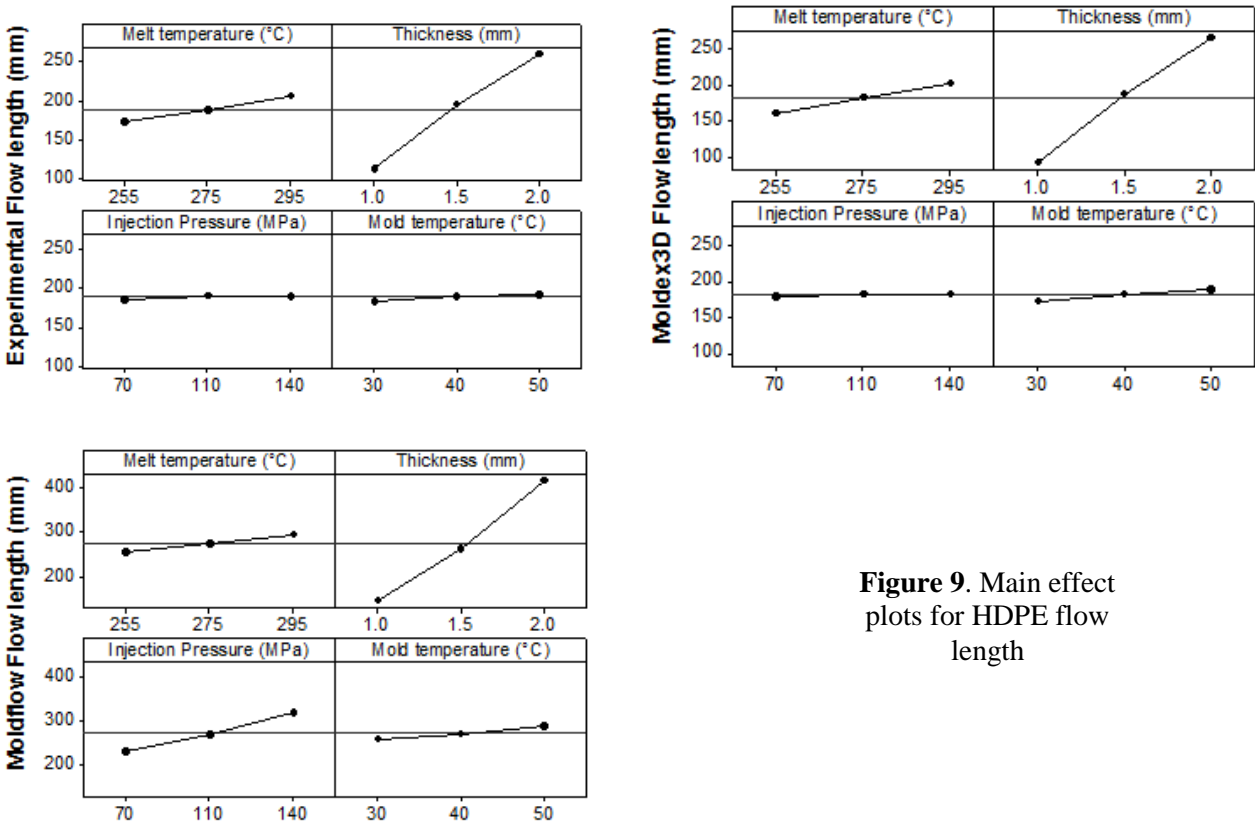 Experimental Flow length (mm)
Melt temperature (°C) Thickness (mm)
250
200
150
100
255 275 295 1.0 1.5 2.0
Injection Pressure (MPa) Mold temperature (°C)
250
200
150
100
70 110 140 30 40 50
Moldex3D Flow length (mm)
Melt temperature (°C) Thickness (mm)
250
200
150
100
255 275 295 1.0 1.5 2.0
Injection Pressure (MPa) Mold temperature (°C)
250
200
150
100
70 110 140 30 40 50
Moldflow Flow length (mm)
Melt temperature (°C) Thickness (mm)
400
300
200
255 275 295 1.0 1.5 2.0
Injection Pressure (MPa) Mold temperature (°C)
400
300
200
70 110 140 30 40 50
Figure 9. Main effect
plots for HDPE flow
length